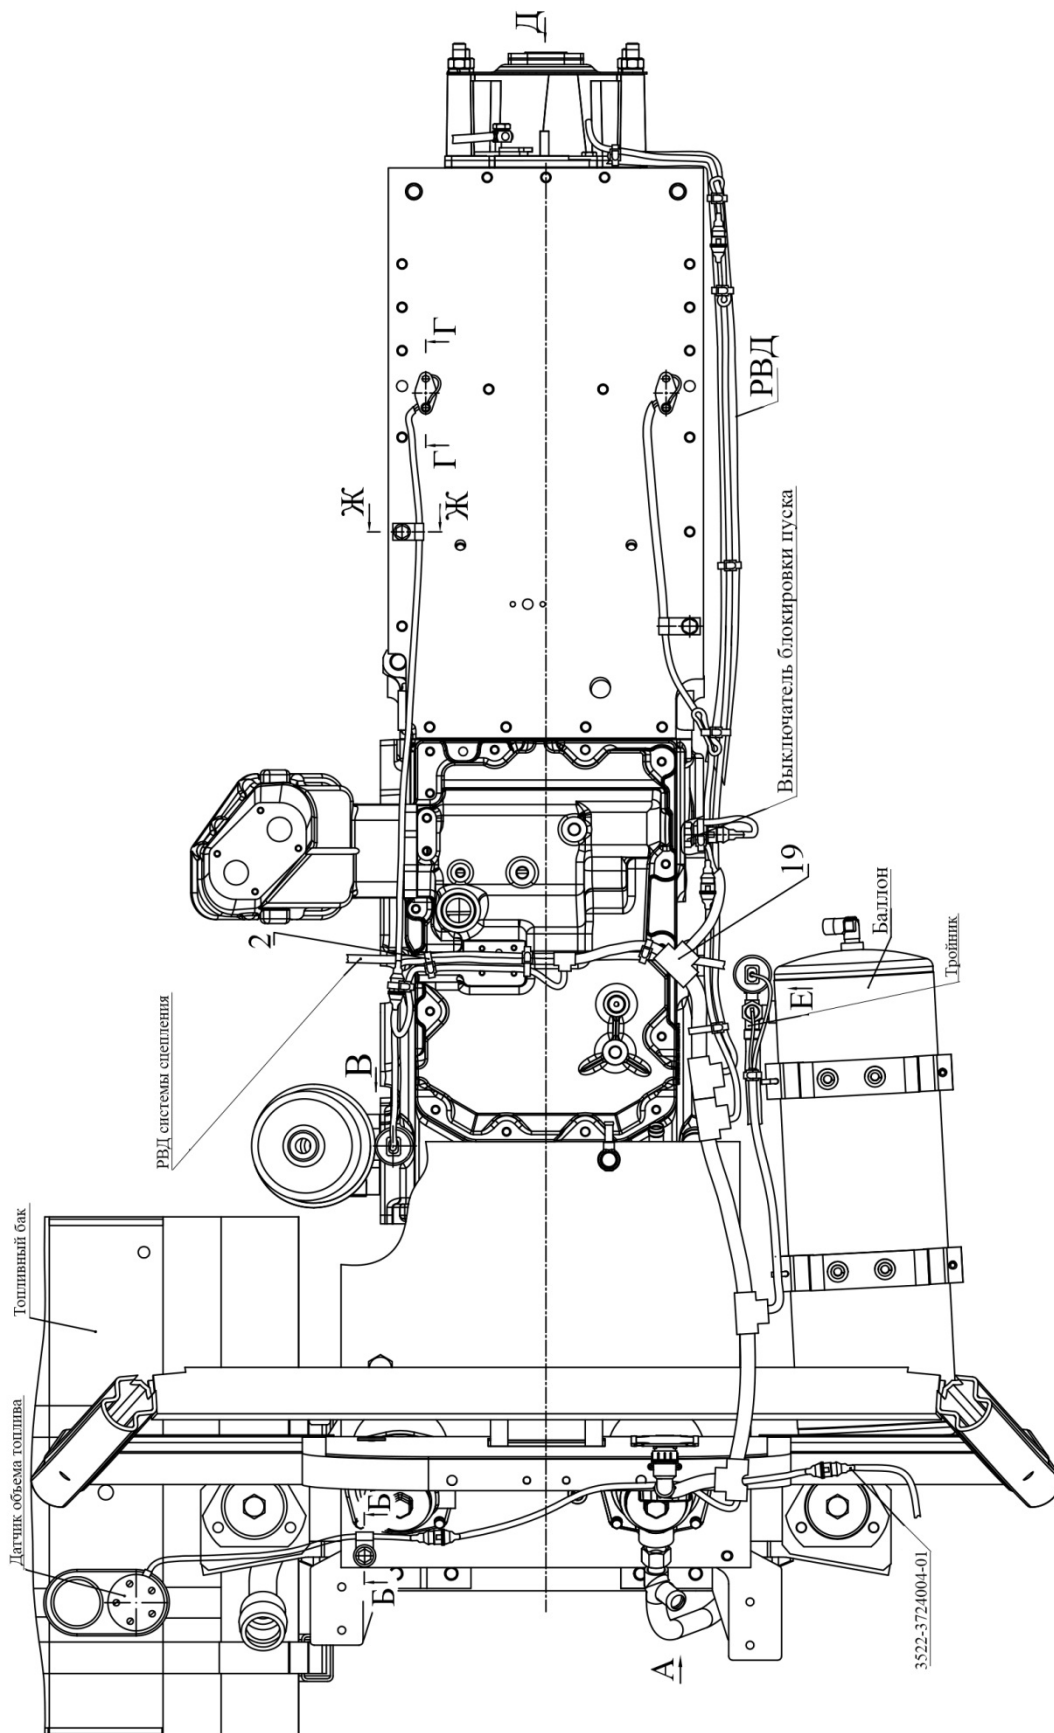 Д
Г
Г
РВД
Ж
Ж
Выключатель блокировки пуска
19
2
Баллон
Тройник
Е
РВД системы сцепления
В
Топливный бак
Датчик объема топлива
Б
Б
3522-3724004-01
А